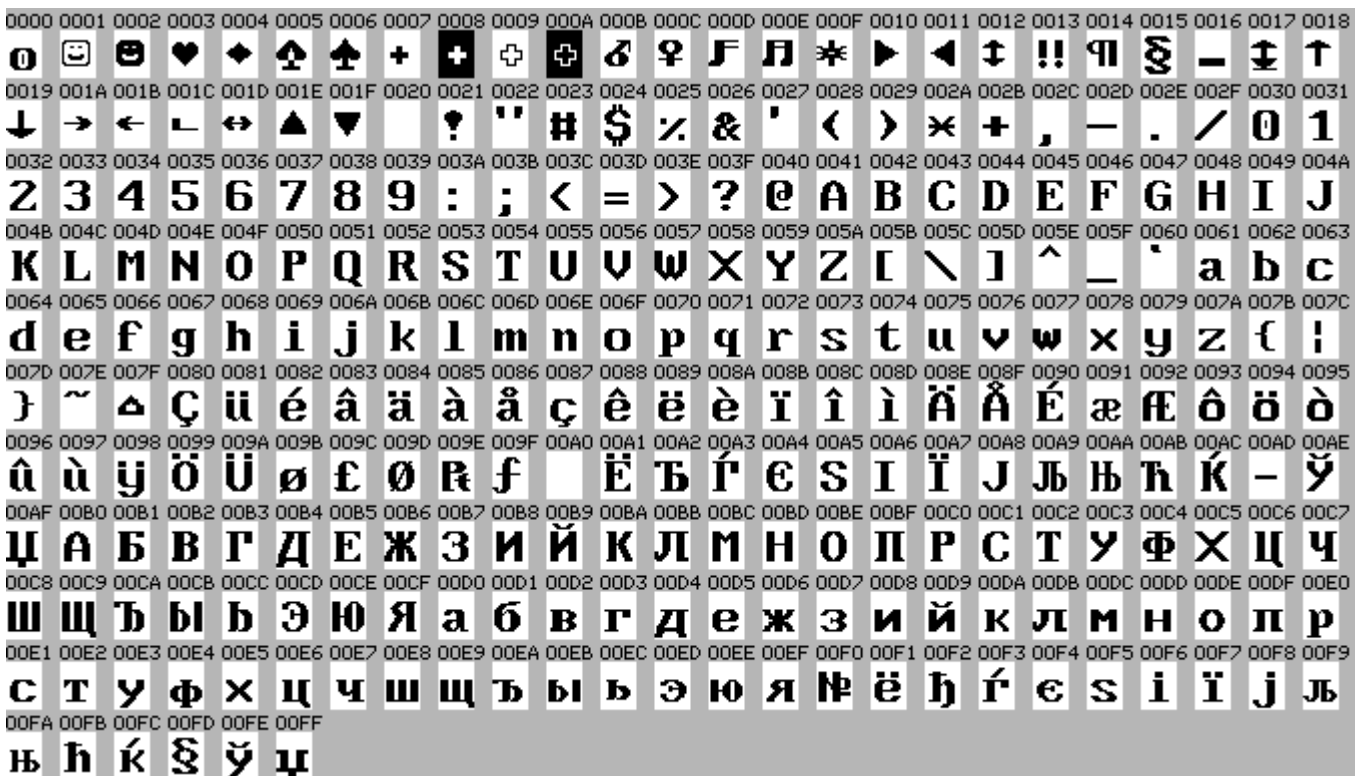 0000 0001 0002 0003 0004 0005 0006 0007 0008 0009 000A 000B 000C 000D 000E 000F 0010 0011 0012 0013 0014 0015 0016 0017 0018
0 ☺ ☻ ♥ ♦ ♧ ♠ + + ✚ ✚ ♂ ♀ ♪ ♫ ☼ ► ◄ ↕ !! ¶ § ▬ ↨ ↑
0019 001A 001B 001C 001D 001E 001F 0020 0021 0022 0023 0024 0025 0026 0027 0028 0029 002A 002B 002C 002D 002E 002F 0030 0031
↓ → ← ∟ ↔ ▲ ▼ ! " # $ % & ' ( ) * + , - . / 0 1
0032 0033 0034 0035 0036 0037 0038 0039 003A 003B 003C 003D 003E 003F 0040 0041 0042 0043 0044 0045 0046 0047 0048 0049 004A
2 3 4 5 6 7 8 9 : ; < = > ? @ A B C D E F G H I J
004B 004C 004D 004E 004F 0050 0051 0052 0053 0054 0055 0056 0057 0058 0059 005A 005B 005C 005D 005E 005F 0060 0061 0062 0063
K L M N O P Q R S T U V W X Y Z [ \ ] ^ _ ` a b c
0064 0065 0066 0067 0068 0069 006A 006B 006C 006D 006E 006F 0070 0071 0072 0073 0074 0075 0076 0077 0078 0079 007A 007B 007C
d e f g h i j k l m n o p q r s t u v w x y z { ¦
007D 007E 007F 0080 0081 0082 0083 0084 0085 0086 0087 0088 0089 008A 008B 008C 008D 008E 008F 0090 0091 0092 0093 0094 0095
} ~ ⌂ Ç ü é â ä à å ç ê ë è ï î ì Ä Å É æ Æ ô ö ò
0096 0097 0098 0099 009A 009B 009C 009D 009E 009F 00A0 00A1 00A2 00A3 00A4 00A5 00A6 00A7 00A8 00A9 00AA 00AB 00AC 00AD 00AE
û ù ÿ Ö Ü ø £ Ø ₧ ƒ Ё Ђ Ѓ Є Ѕ І Ї Ј Љ Њ Ћ Ќ - Ў
00AF 00B0 00B1 00B2 00B3 00B4 00B5 00B6 00B7 00B8 00B9 00BA 00BB 00BC 00BD 00BE 00BF 00C0 00C1 00C2 00C3 00C4 00C5 00C6 00C7
Џ А Б В Г Д Е Ж З И Й К Л М Н О П Р С Т У Ф Х Ц Ч
00C8 00C9 00CA 00CB 00CC 00CD 00CE 00CF 00D0 00D1 00D2 00D3 00D4 00D5 00D6 00D7 00D8 00D9 00DA 00DB 00DC 00DD 00DE 00DF 00E0
Ш Щ Ъ Ы Ь Э Ю Я а б в г д е ж з и й к л м н о п р
00E1 00E2 00E3 00E4 00E5 00E6 00E7 00E8 00E9 00EA 00EB 00EC 00ED 00EE 00EF 00F0 00F1 00F2 00F3 00F4 00F5 00F6 00F7 00F8 00F9
с т у ф х ц ч ш щ ъ ы ь э ю я № ё ђ ѓ є ѕ і ї ј љ
00FA 00FB 00FC 00FD 00FE 00FF
њ ћ ќ § ў џ